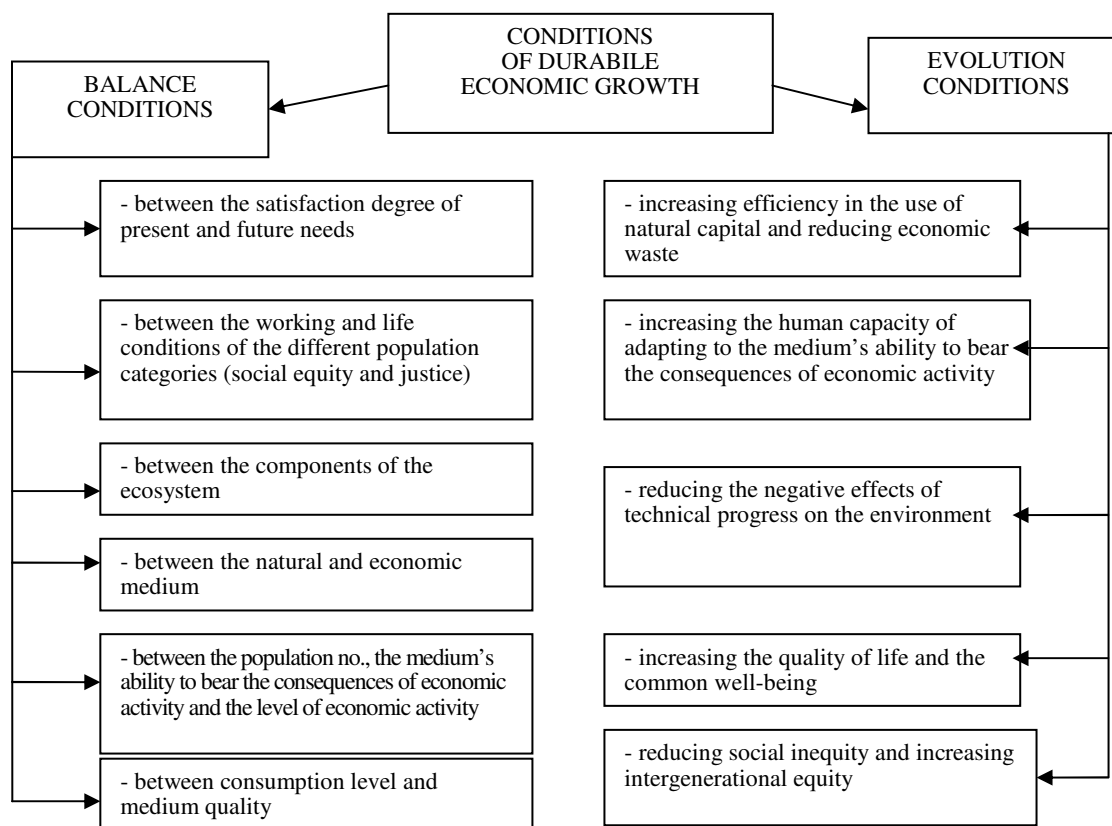 CONDITIONS
OF DURABILE
ECONOMIC GROWTH
BALANCE
CONDITIONS
EVOLUTION
CONDITIONS
- between the satisfaction degree of
present and future needs
- between the working and life
conditions of the different population
categories (social equity and justice)
- between the components of the
ecosystem
- between the natural and economic
medium
- between the population no., the medium’s
ability to bear the consequences of economic
activity and the level of economic activity
- between consumption level and
medium quality
- increasing efficiency in the use of
natural capital and reducing economic
waste
- increasing the human capacity of
adapting to the medium’s ability to bear
the consequences of economic activity
- reducing the negative effects of
technical progress on the environment
- increasing the quality of life and the
common well-being
- reducing social inequity and increasing
intergenerational equity